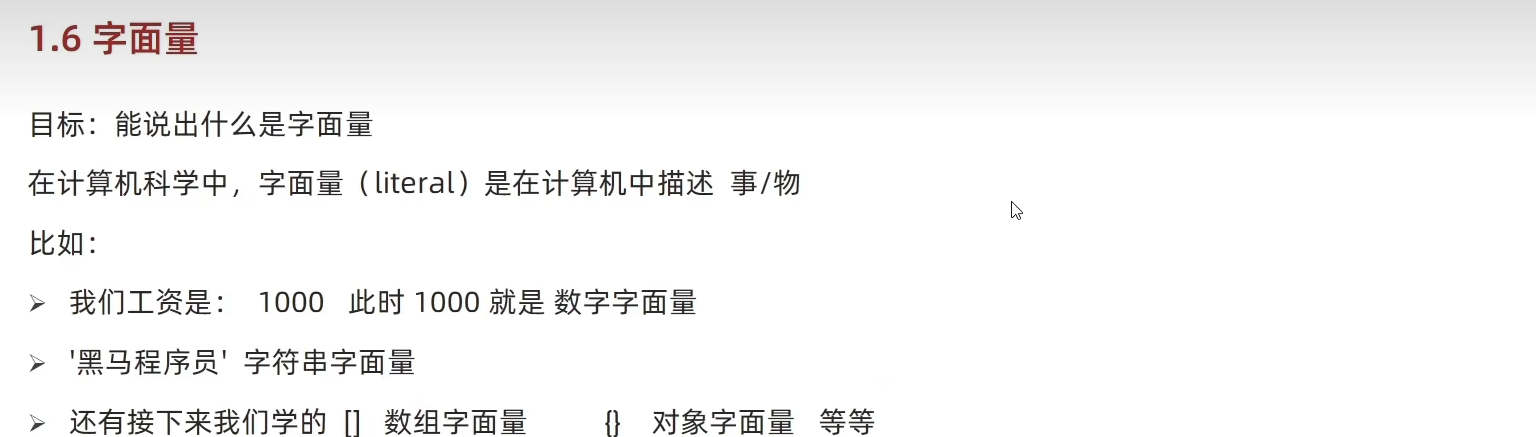 1.6 字面量
目标：能说出什么是字面量
在计算机科学中，字面量（literal）是在计算机中描述 事/物
比如：
➢ 我们工资是： 1000 此时 1000 就是 数字字面量
➢ '黑马程序员' 字符串字面量
➢ 还有接下来我们学的 [] 数组字面量 {} 对象字面量 等等